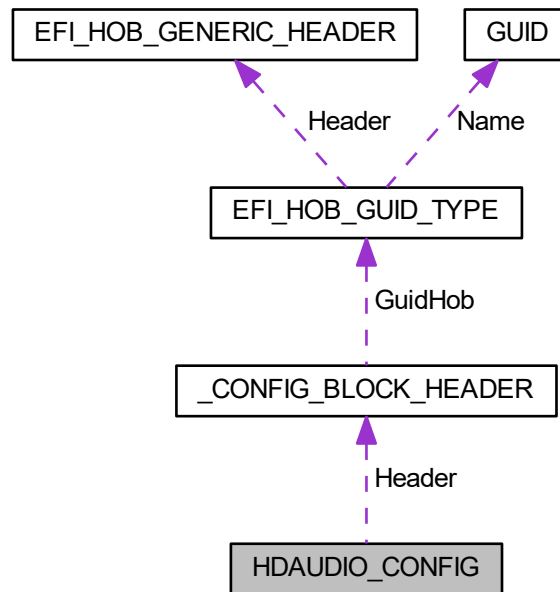 EFI_HOB_GENERIC_HEADER
GUID
Header
Name
EFI_HOB_GUID_TYPE
GuidHob
_CONFIG_BLOCK_HEADER
Header
HDAUDIO_CONFIG